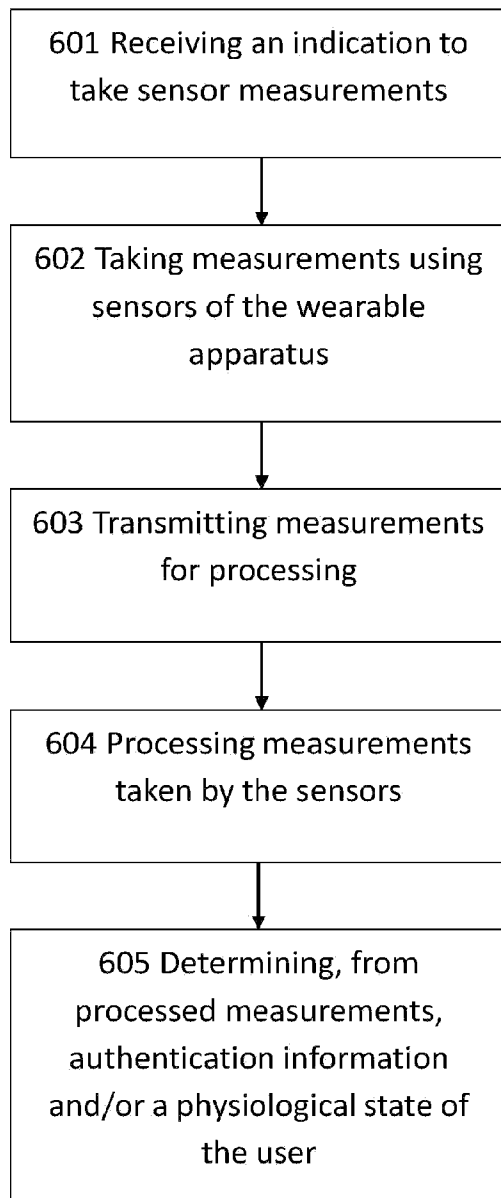 601 Receiving an indication to
take sensor measurements
602 Taking measurements using
sensors of the wearable
apparatus
603 Transmitting measurements
for processing
604 Processing measurements
taken by the sensors
605 Determining, from
processed measurements,
authentication information
and/or a physiological state of
the user